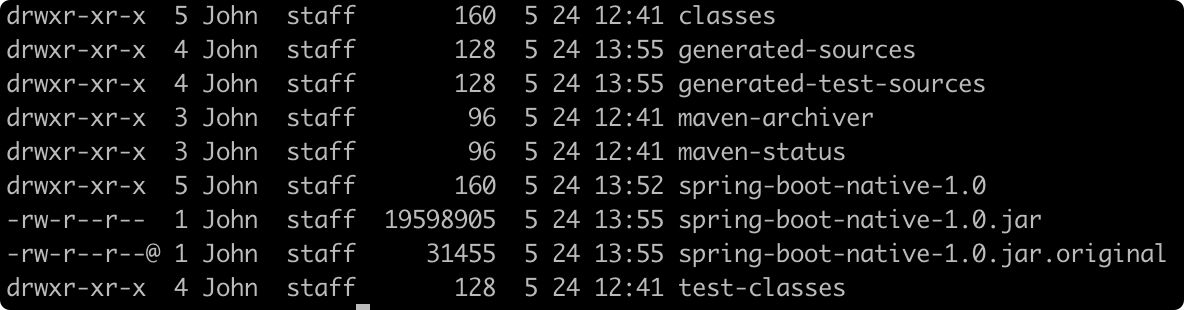 drwxr-xr-x  5 John  staff       160  5 24 12:41 classes
drwxr-xr-x  4 John  staff       128  5 24 13:55 generated-sources
drwxr-xr-x  4 John  staff       128  5 24 13:55 generated-test-sources
drwxr-xr-x  3 John  staff        96  5 24 12:41 maven-archiver
drwxr-xr-x  3 John  staff        96  5 24 12:41 maven-status
drwxr-xr-x  5 John  staff       160  5 24 13:52 spring-boot-native-1.0
-rw-r--r--  1 John  staff  19598905  5 24 13:55 spring-boot-native-1.0.jar
-rw-r--r--@ 1 John  staff     31455  5 24 13:55 spring-boot-native-1.0.jar.original
drwxr-xr-x  4 John  staff       128  5 24 12:41 test-classes